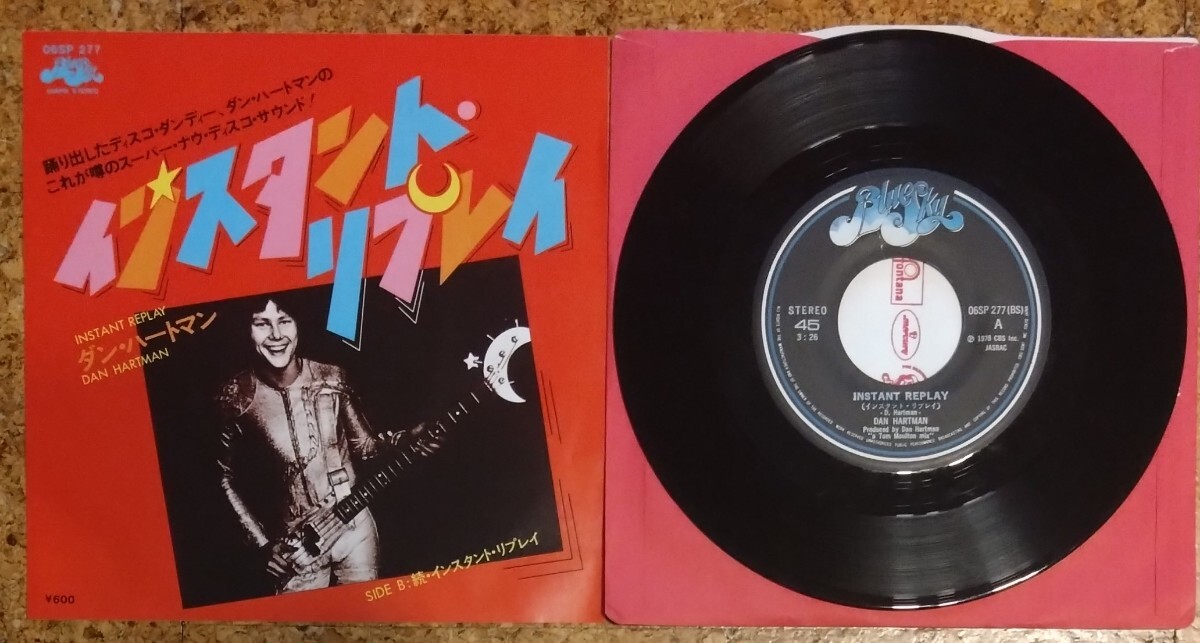 06SP 277
Blue Sky
踊り出したディスコ・ダンディー、ダン・ハートマンの
これが噂のスーパー・ナウ・ディスコ・サウンド!
インスタント・
リプレイ
INSTANT REPLAY
ダン・ハートマン
DAN HARTMAN
SIDE B:続・インスタント・リプレイ
¥600
Blue Sky
fontana
mercury
STEREO
45
3:26
06SP 277(BS)
A
℗ 1978 CBS Inc.
JASRAC
INSTANT REPLAY
(インスタント・リプレイ)
- D. Hartman -
DAN HARTMAN
Produced by Dan Hartman
"a Tom Moulton mix"